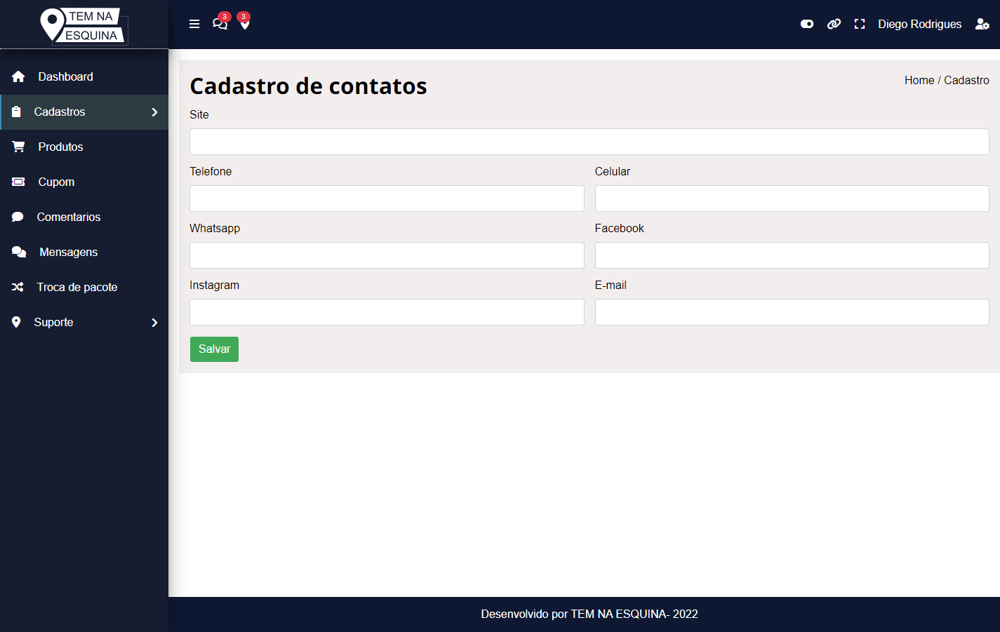 TEM NA
ESQUINA
3
3
Diego Rodrigues
Dashboard
Cadastros
Produtos
Cupom
Comentarios
Mensagens
Troca de pacote
Suporte
Cadastro de contatos
Home / Cadastro
Site
Telefone
Celular
Whatsapp
Facebook
Instagram
E-mail
Salvar
Desenvolvido por TEM NA ESQUINA- 2022